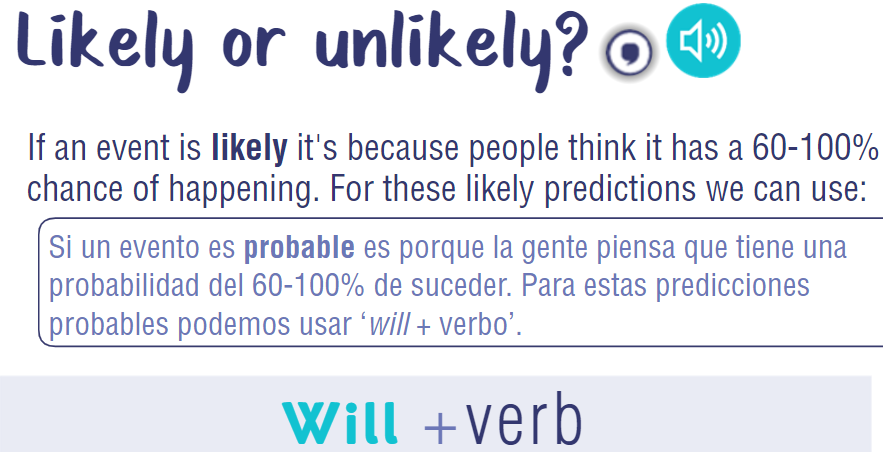 Likely or unlikely?
If an event is likely it's because people think it has a 60-100%
chance of happening. For these likely predictions we can use:
Si un evento es probable es porque la gente piensa que tiene una
probabilidad del 60-100% de suceder. Para estas predicciones
probables podemos usar ‘will + verbo’.
Will + verb